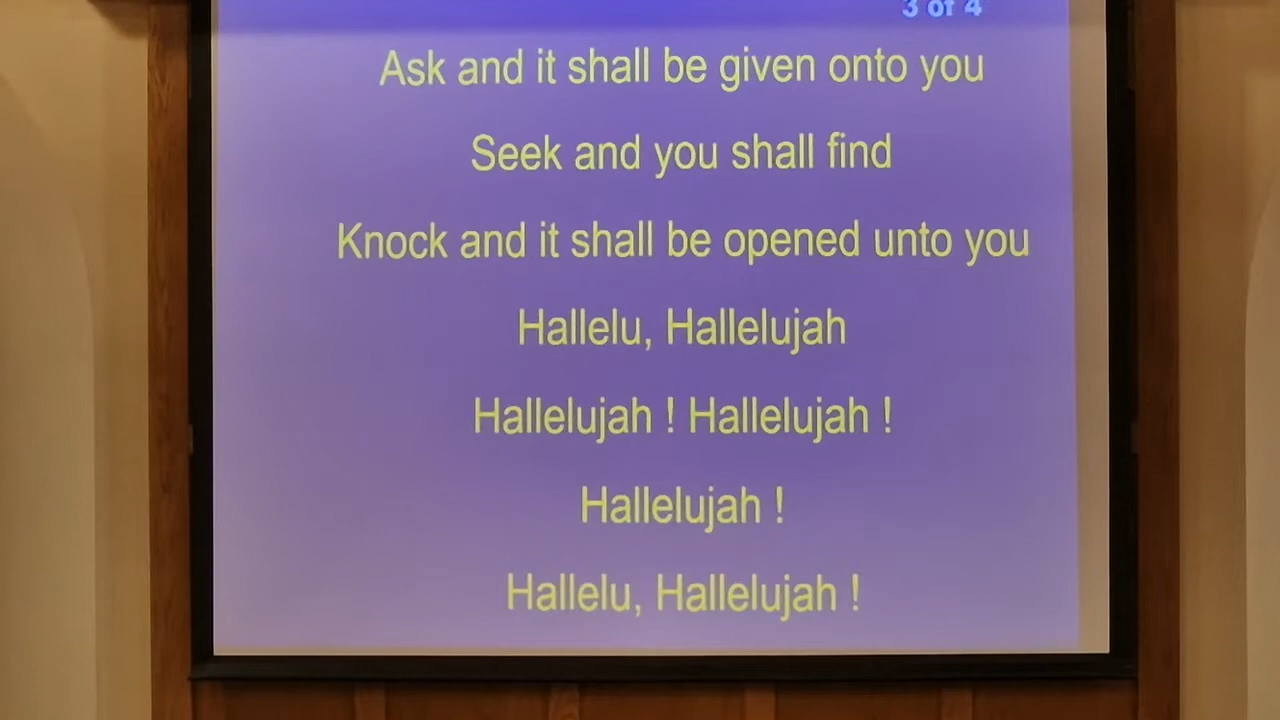 3 of 4
Ask and it shall be given onto you
Seek and you shall find
Knock and it shall be opened unto you
Hallelu, Hallelujah
Hallelujah ! Hallelujah !
Hallelujah !
Hallelu, Hallelujah !